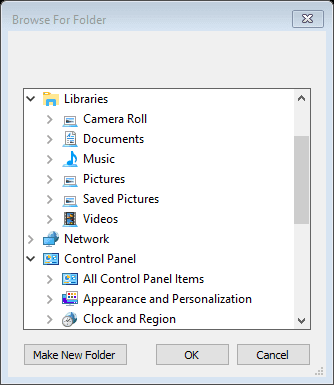 Browse For Folder
Libraries
Camera Roll
Documents
Music
Pictures
Saved Pictures
Videos
Network
Control Panel
All Control Panel Items
Appearance and Personalization
Clock and Region
Make New Folder OK Cancel